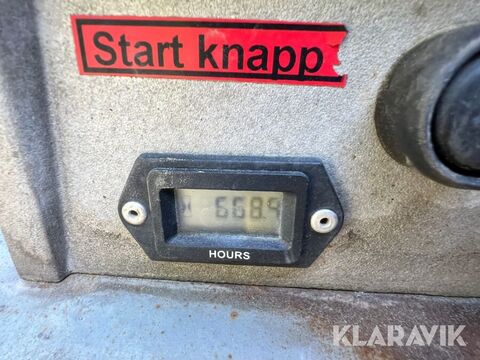 Start knapp
668.9
HOURS
KLARAVIK